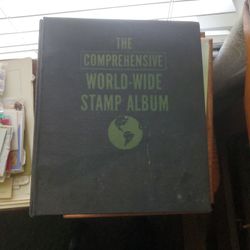 THE
COMPREHENSIVE
WORLD-WIDE
STAMP ALBUM